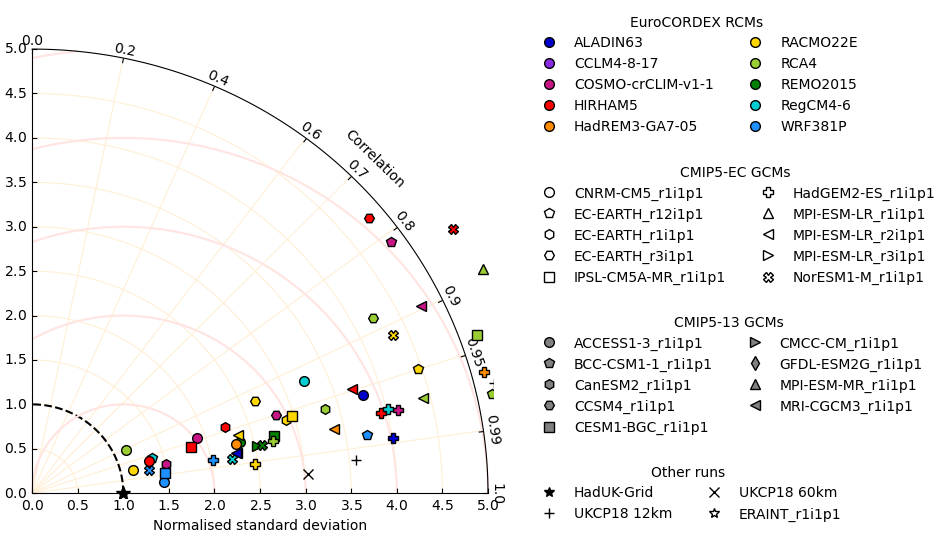 0.0
0.2
0.4
0.6
0.7
0.8
0.9
0.95
0.99
1.0
Correlation
5.0
4.5
4.0
3.5
3.0
2.5
2.0
1.5
1.0
0.5
0.0
0.0 0.5 1.0 1.5 2.0 2.5 3.0 3.5 4.0 4.5 5.0
Normalised standard deviation
EuroCORDEX RCMs
ALADIN63 RACMO22E
CCLM4-8-17 RCA4
COSMO-crCLIM-v1-1 REMO2015
HIRHAM5 RegCM4-6
HadREM3-GA7-05 WRF381P
CMIP5-EC GCMs
CNRM-CM5_r1i1p1 HadGEM2-ES_r1i1p1
EC-EARTH_r12i1p1 MPI-ESM-LR_r1i1p1
EC-EARTH_r1i1p1 MPI-ESM-LR_r2i1p1
EC-EARTH_r3i1p1 MPI-ESM-LR_r3i1p1
IPSL-CM5A-MR_r1i1p1 NorESM1-M_r1i1p1
CMIP5-13 GCMs
ACCESS1-3_r1i1p1 CMCC-CM_r1i1p1
BCC-CSM1-1_r1i1p1 GFDL-ESM2G_r1i1p1
CanESM2_r1i1p1 MPI-ESM-MR_r1i1p1
CCSM4_r1i1p1 MRI-CGCM3_r1i1p1
CESM1-BGC_r1i1p1
Other runs
HadUK-Grid UKCP18 60km
UKCP18 12km ERAINT_r1i1p1